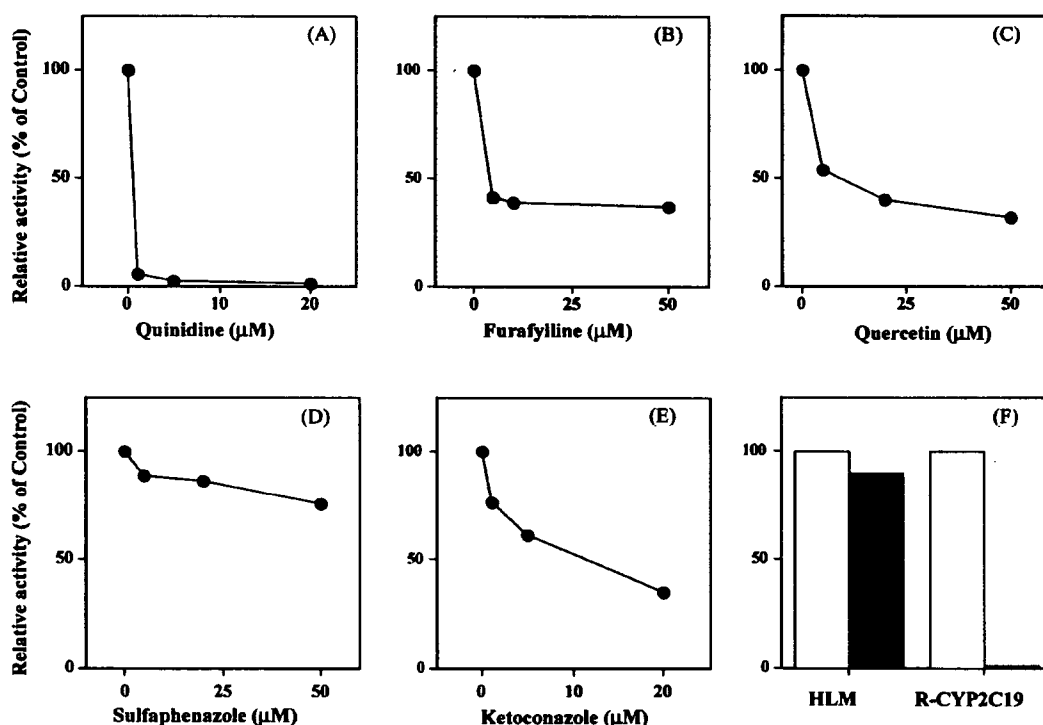 (A)
Relative activity (% of Control)
100
50
0
0 10 20
Quinidine (µM)
(B)
100
50
0
0 25 50
Furafylline (µM)
(C)
100
50
0
0 25 50
Quercetin (µM)
(D)
Relative activity (% of Control)
100
50
0
0 25 50
Sulfaphenazole (µM)
(E)
100
50
0
0 10 20
Ketoconazole (µM)
(F)
100
50
0
HLM R-CYP2C19